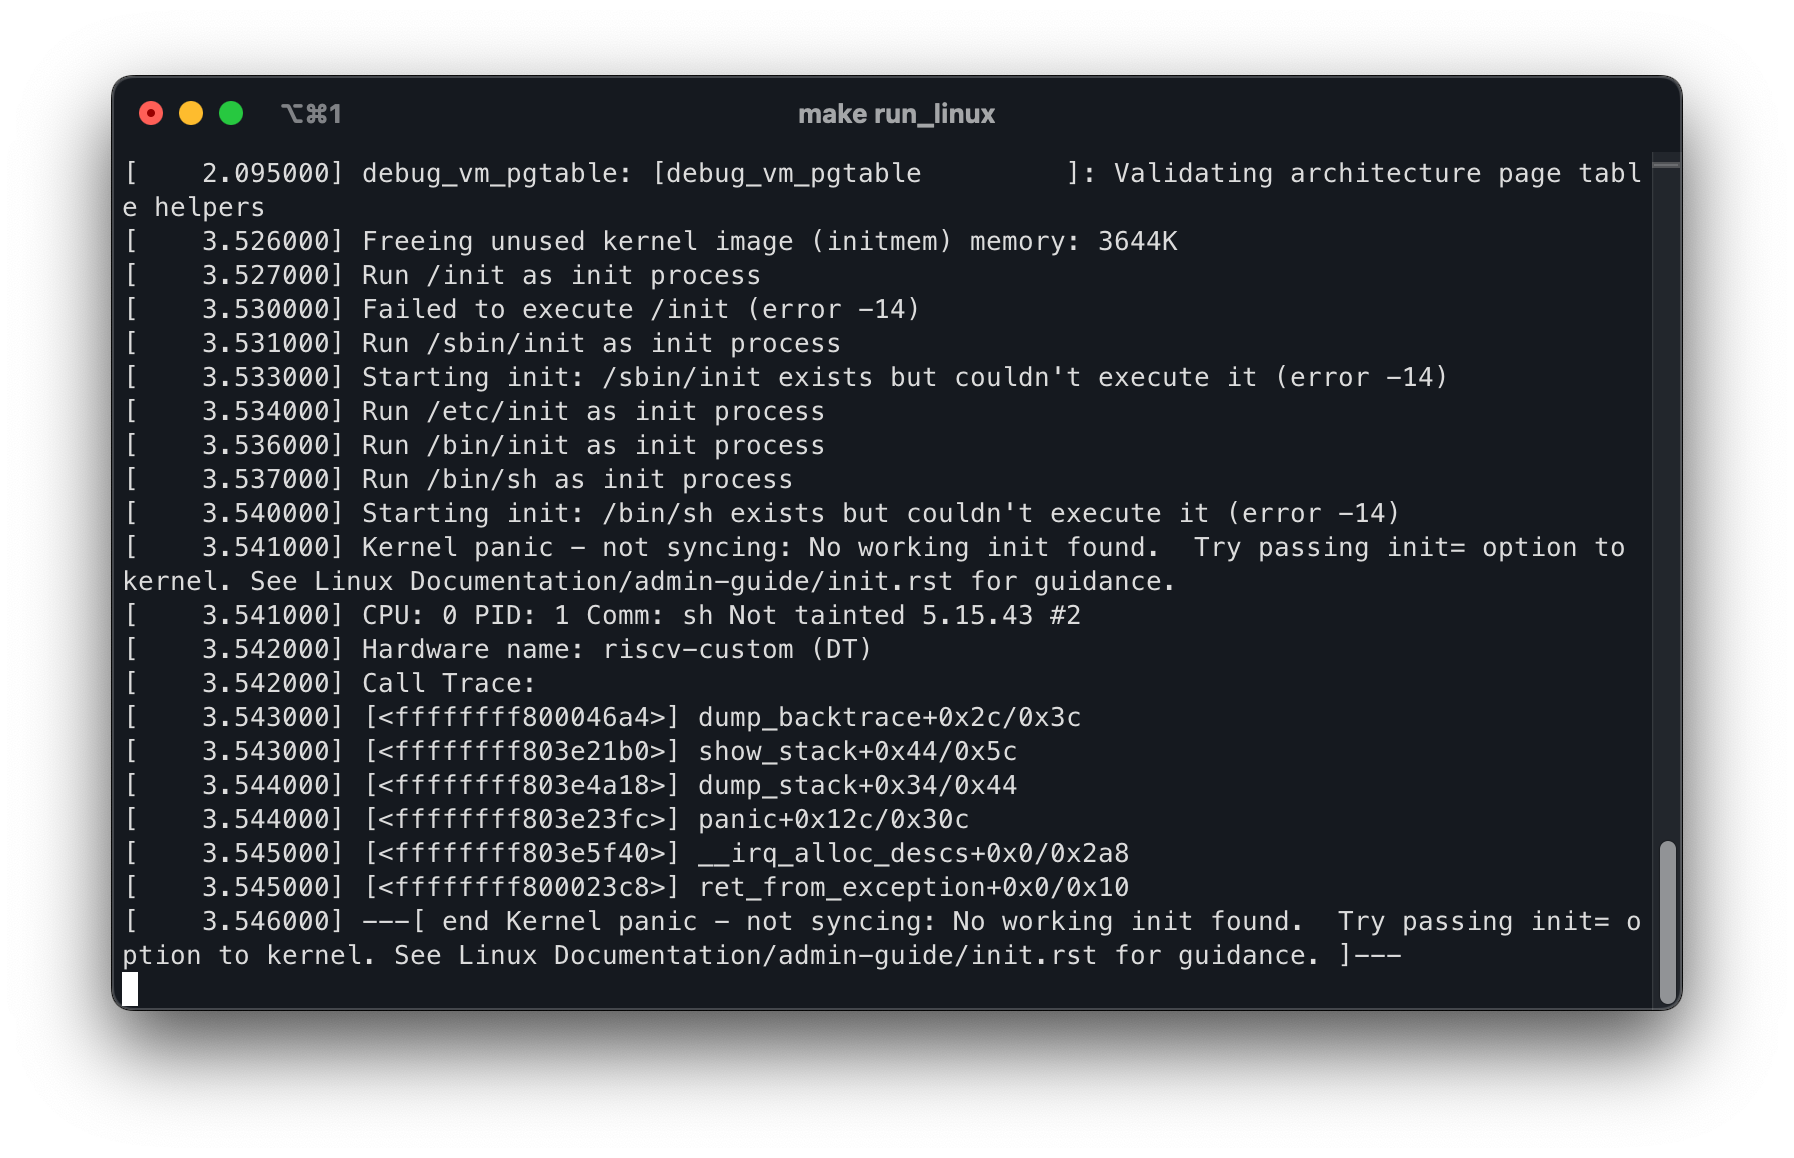 ⌥⌘1
make run_linux
[    2.095000] debug_vm_pgtable: [debug_vm_pgtable         ]: Validating architecture page tabl
e helpers
[    3.526000] Freeing unused kernel image (initmem) memory: 3644K
[    3.527000] Run /init as init process
[    3.530000] Failed to execute /init (error -14)
[    3.531000] Run /sbin/init as init process
[    3.533000] Starting init: /sbin/init exists but couldn't execute it (error -14)
[    3.534000] Run /etc/init as init process
[    3.536000] Run /bin/init as init process
[    3.537000] Run /bin/sh as init process
[    3.540000] Starting init: /bin/sh exists but couldn't execute it (error -14)
[    3.541000] Kernel panic - not syncing: No working init found.  Try passing init= option to
kernel. See Linux Documentation/admin-guide/init.rst for guidance.
[    3.541000] CPU: 0 PID: 1 Comm: sh Not tainted 5.15.43 #2
[    3.542000] Hardware name: riscv-custom (DT)
[    3.542000] Call Trace:
[    3.543000] [<ffffffff800046a4>] dump_backtrace+0x2c/0x3c
[    3.543000] [<ffffffff803e21b0>] show_stack+0x44/0x5c
[    3.544000] [<ffffffff803e4a18>] dump_stack+0x34/0x44
[    3.544000] [<ffffffff803e23fc>] panic+0x12c/0x30c
[    3.545000] [<ffffffff803e5f40>] __irq_alloc_descs+0x0/0x2a8
[    3.545000] [<ffffffff800023c8>] ret_from_exception+0x0/0x10
[    3.546000] ---[ end Kernel panic - not syncing: No working init found.  Try passing init= o
ption to kernel. See Linux Documentation/admin-guide/init.rst for guidance. ]---